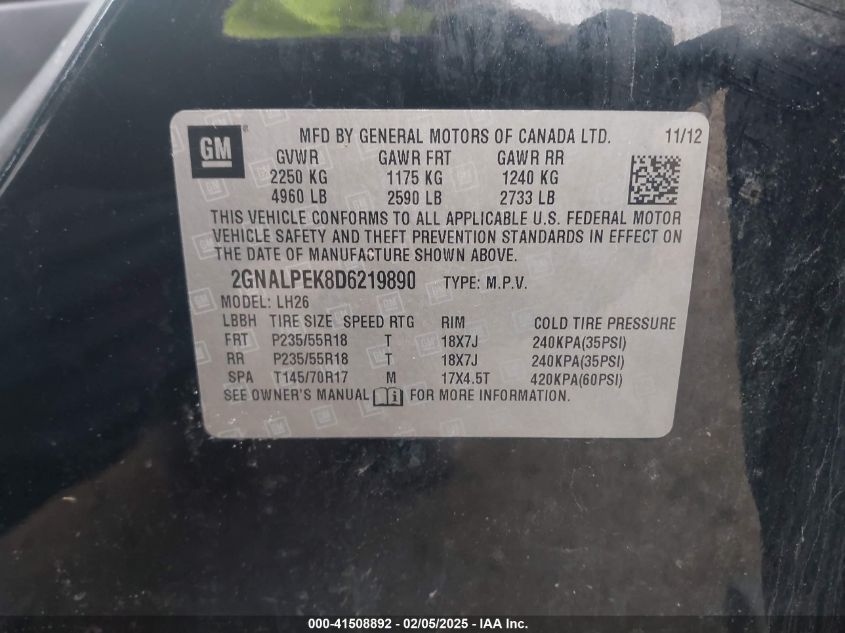 GM
MFD BY GENERAL MOTORS OF CANADA LTD. 11/12
GVWR GAWR FRT GAWR RR
2250 KG 1175 KG 1240 KG
4960 LB 2590 LB 2733 LB
THIS VEHICLE CONFORMS TO ALL APPLICABLE U.S. FEDERAL MOTOR
VEHICLE SAFETY AND THEFT PREVENTION STANDARDS IN EFFECT ON
THE DATE OF MANUFACTURE SHOWN ABOVE.
2GNALPEK8D6219890 TYPE: M.P.V.
MODEL: LH26
LBBH TIRE SIZE SPEED RTG RIM COLD TIRE PRESSURE
FRT P235/55R18 T 18X7J 240KPA(35PSI)
RR P235/55R18 T 18X7J 240KPA(35PSI)
SPA T145/70R17 M 17X4.5T 420KPA(60PSI)
SEE OWNER'S MANUAL i FOR MORE INFORMATION.
000-41508892 - 02/05/2025 - IAA Inc.